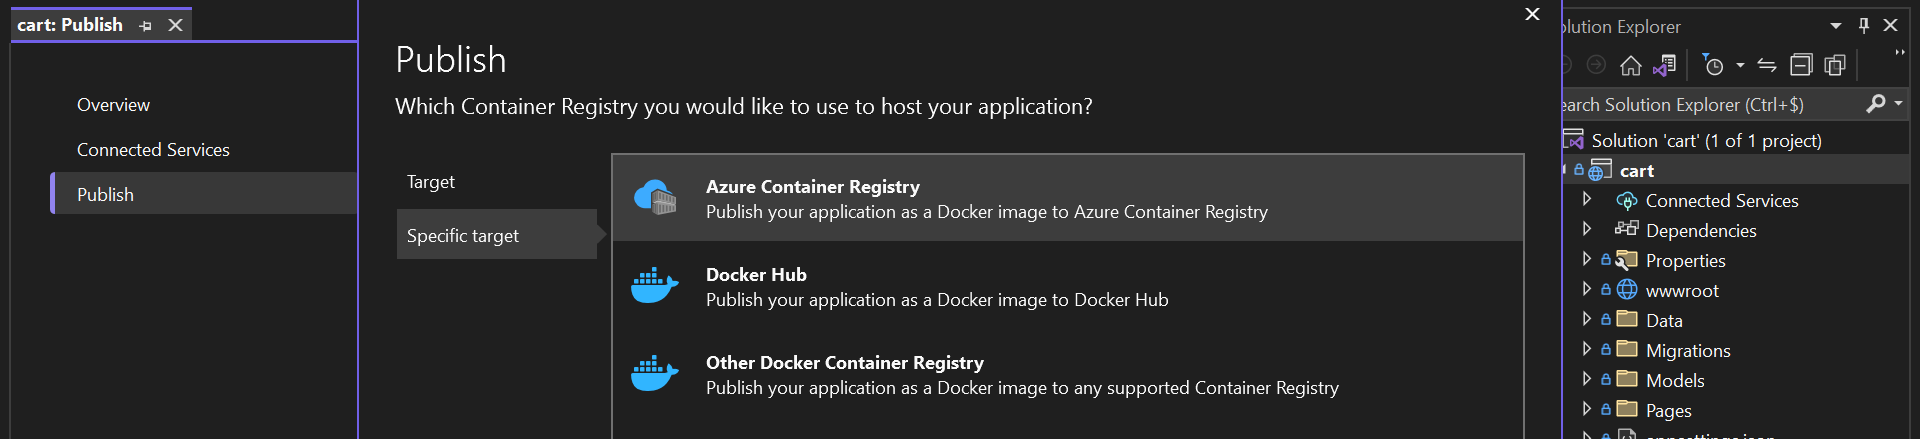 cart: Publish
Overview
Connected Services
Publish
Publish
Which Container Registry you would like to use to host your application?
Target
Specific target
Azure Container Registry
Publish your application as a Docker image to Azure Container Registry
Docker Hub
Publish your application as a Docker image to Docker Hub
Other Docker Container Registry
Publish your application as a Docker image to any supported Container Registry
olution Explorer
earch Solution Explorer (Ctrl+$)
Solution 'cart' (1 of 1 project)
cart
Connected Services
Dependencies
Properties
wwwroot
Data
Migrations
Models
Pages